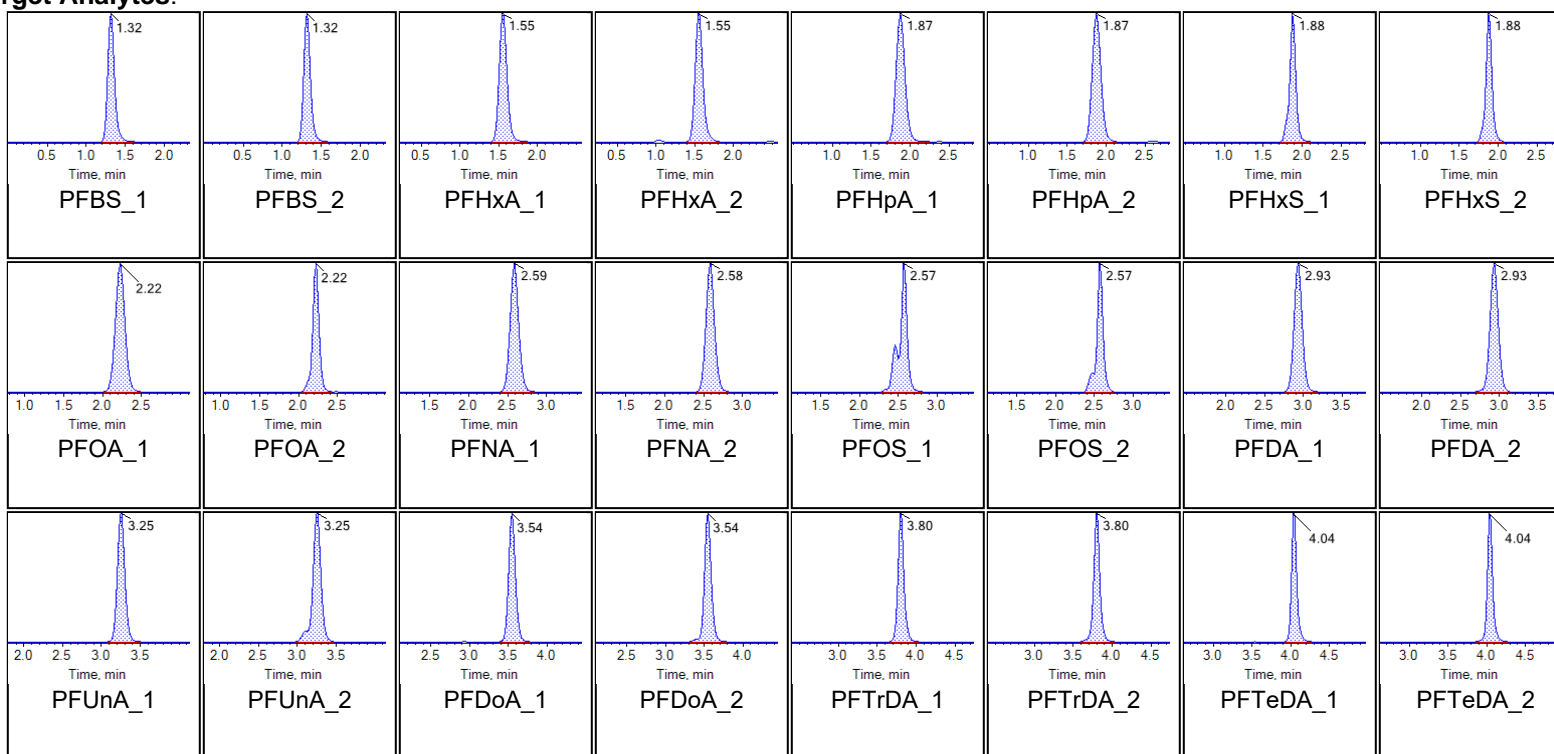 rget Analytes:
1.32 1.32 1.55 1.55 1.87 1.87 1.88 1.88
0.5 1.0 1.5 2.0 0.5 1.0 1.5 2.0 0.5 1.0 1.5 2.0 0.5 1.0 1.5 2.0 1.0 1.5 2.0 2.5 1.0 1.5 2.0 2.5 1.0 1.5 2.0 2.5 1.0 1.5 2.0 2.5
Time, min Time, min Time, min Time, min Time, min Time, min Time, min Time, min
PFBS_1 PFBS_2 PFHxA_1 PFHxA_2 PFHpA_1 PFHpA_2 PFHxS_1 PFHxS_2
2.22 2.22 2.59 2.58 2.57 2.57 2.93 2.93
1.0 1.5 2.0 2.5 1.0 1.5 2.0 2.5 1.5 2.0 2.5 3.0 1.5 2.0 2.5 3.0 1.5 2.0 2.5 3.0 1.5 2.0 2.5 3.0 2.0 2.5 3.0 3.5 2.0 2.5 3.0 3.5
Time, min Time, min Time, min Time, min Time, min Time, min Time, min Time, min
PFOA_1 PFOA_2 PFNA_1 PFNA_2 PFOS_1 PFOS_2 PFDA_1 PFDA_2
3.25 3.25 3.54 3.54 3.80 3.80 4.04 4.04
2.0 2.5 3.0 3.5 2.0 2.5 3.0 3.5 2.5 3.0 3.5 4.0 2.5 3.0 3.5 4.0 3.0 3.5 4.0 4.5 3.0 3.5 4.0 4.5 3.0 3.5 4.0 4.5 3.0 3.5 4.0 4.5
Time, min Time, min Time, min Time, min Time, min Time, min Time, min Time, min
PFUnA_1 PFUnA_2 PFDoA_1 PFDoA_2 PFTrDA_1 PFTrDA_2 PFTeDA_1 PFTeDA_2